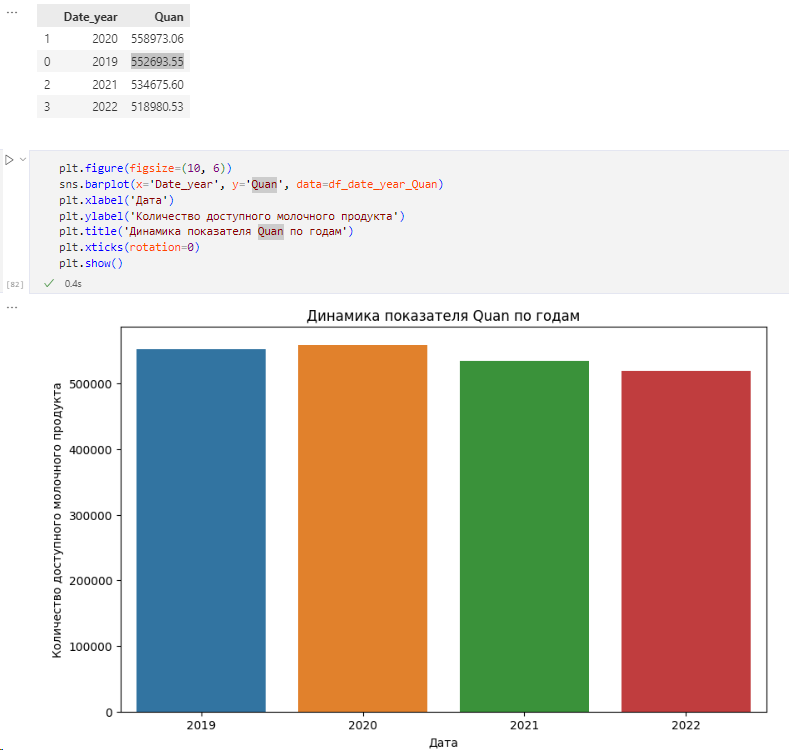 Date_year Quan
1 2020 558973.06
0 2019 552693.55
2 2021 534675.60
3 2022 518980.53
plt.figure(figsize=(10, 6))
sns.barplot(x='Date_year', y='Quan', data=df_date_year_Quan)
plt.xlabel('Дата')
plt.ylabel('Количество доступного молочного продукта')
plt.title('Динамика показателя Quan по годам')
plt.xticks(rotation=0)
plt.show()
[82] 0.4s
Динамика показателя Quan по годам
Количество доступного молочного продукта
500000
400000
300000
200000
100000
0
2019 2020 2021 2022
Дата